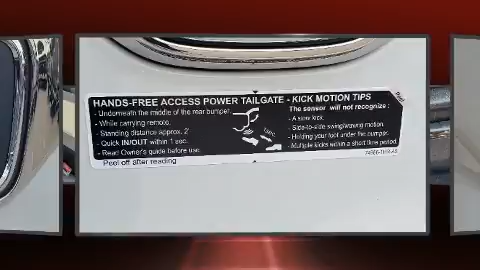 HANDS-FREE ACCESS POWER TAILGATE - KICK MOTION TIPS
- Underneath the middle of the rear bumper.
- While carrying remote.
- Standing distance approx. 2'
- Quick IN/OUT within 1 sec.
- Read Owner's guide before use.
The sensor will not recognize :
- A slow kick.
- Side-to-side swing/arcing motion.
- Holding your foot under the bumper.
- Multiple kicks within a short time period.
Peel off after reading